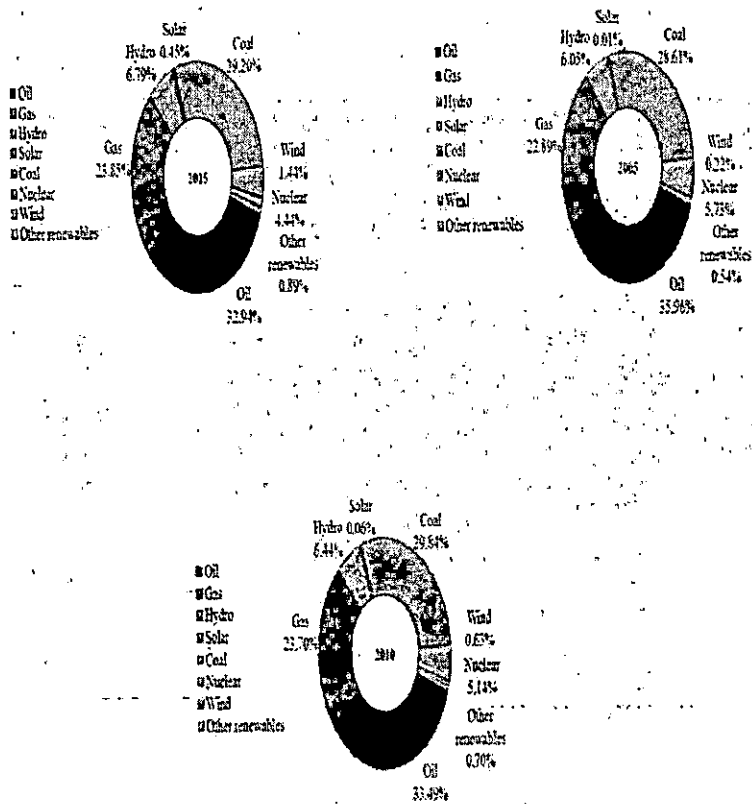 Oil
Gas
Hydro
Solar
Coal
Nuclear
Wind
Other renewables
Solar
Hydro 0.45%
6.79%
Coal
29.20%
Gas
23.85%
2015
Wind
1.44%
Nuclear
4.44%
Other
renewables
0.89%
Oil
32.94%
Oil
Gas
Hydro
Solar
Coal
Nuclear
Wind
Other renewables
Solar
Hydro 0.01%
6.05%
Coal
28.61%
Gas
22.89%
2005
Wind
0.22%
Nuclear
5.73%
Other
renewables
0.54%
Oil
35.96%
Oil
Gas
Hydro
Solar
Coal
Nuclear
Wind
Other renewables
Solar
Hydro 0.06%
6.44%
Coal
29.84%
Gas
23.70%
2010
Wind
0.63%
Nuclear
5.14%
Other
renewables
0.70%
Oil
33.49%